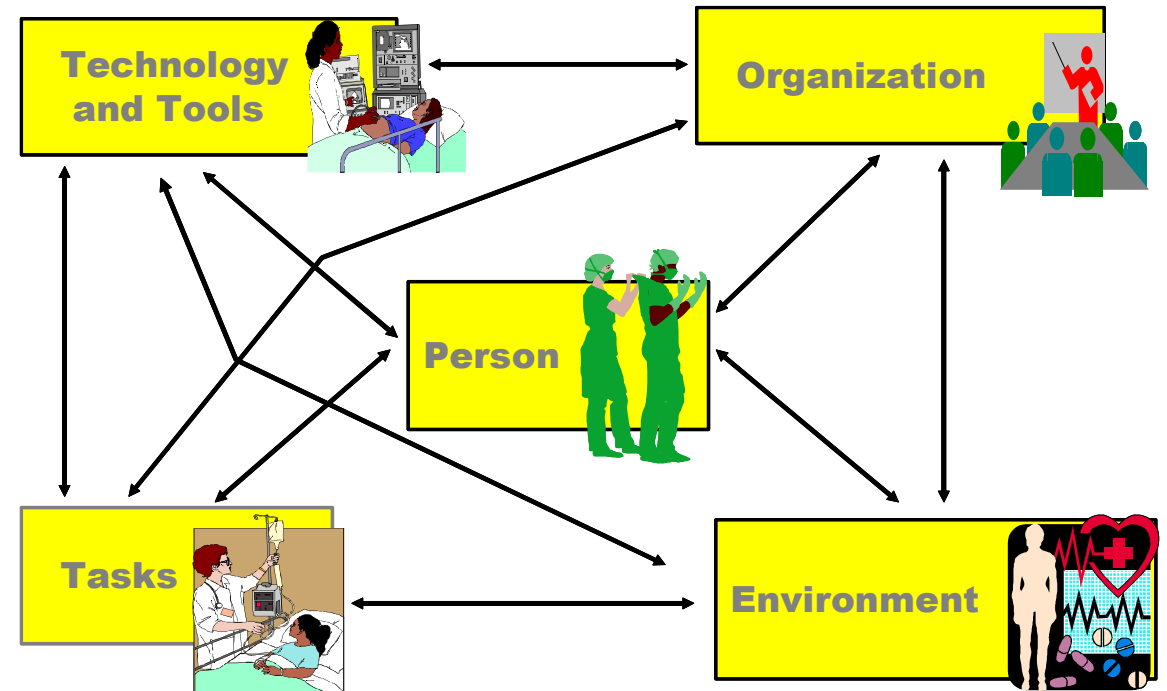 Technology
and Tools
Organization
Person
Tasks
Environment